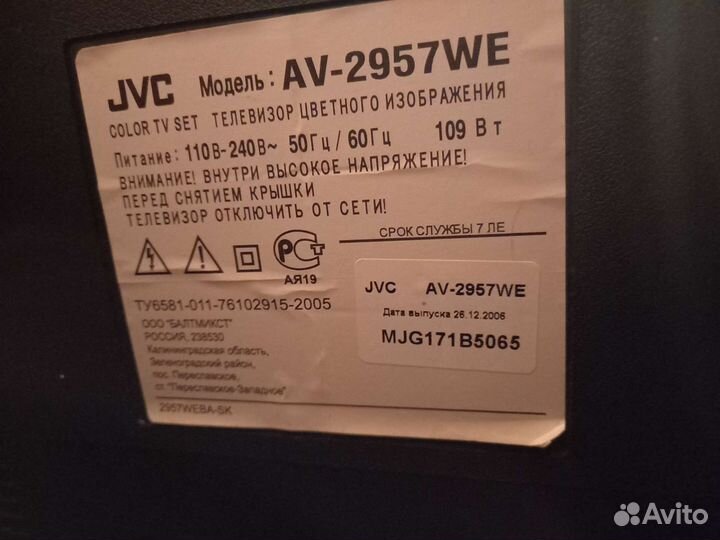 JVC Модель: AV-2957WE
COLOR TV SET ТЕЛЕВИЗОР ЦВЕТНОГО ИЗОБРАЖЕНИЯ
Питание: 110В-240В~ 50Гц/60Гц 109 Вт
ВНИМАНИЕ! ВНУТРИ ВЫСОКОЕ НАПРЯЖЕНИЕ!
ПЕРЕД СНЯТИЕМ КРЫШКИ
ТЕЛЕВИЗОР ОТКЛЮЧИТЬ ОТ СЕТИ!
СРОК СЛУЖБЫ 7 ЛЕ
РСТ
АЯ19
ТУ6581-011-76102915-2005
ООО "БАЛТМИКСТ"
РОССИЯ, 238530
Калининградская область,
Зеленоградский район,
пос. Переславское,
ст. "Переславское-Западное"
2957WEBA-SK
JVC AV-2957WE
Дата выпуска 26.12.2006
MJG171B5065
Avito